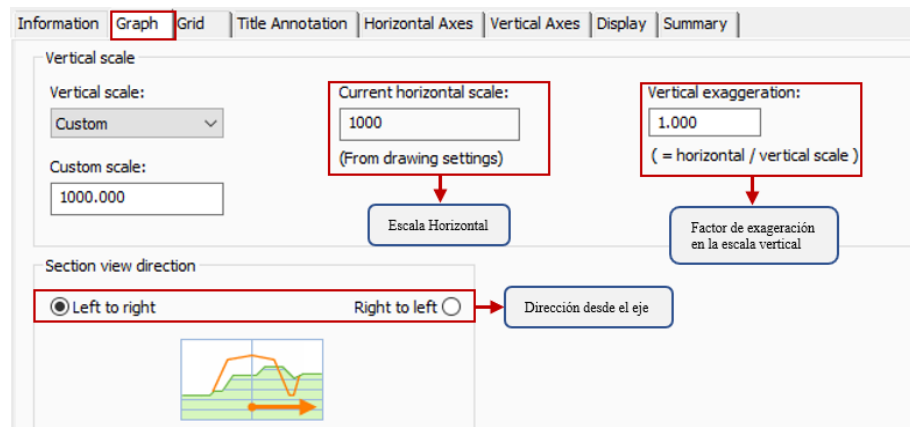 Information Graph Grid Title Annotation Horizontal Axes Vertical Axes Display Summary
Vertical scale
Vertical scale:
Custom
Custom scale:
1000.000
Current horizontal scale:
1000
(From drawing settings)
Escala Horizontal
Vertical exaggeration:
1.000
( = horizontal / vertical scale )
Factor de exageración
en la escala vertical
Section view direction
Left to right Right to left
Dirección desde el eje